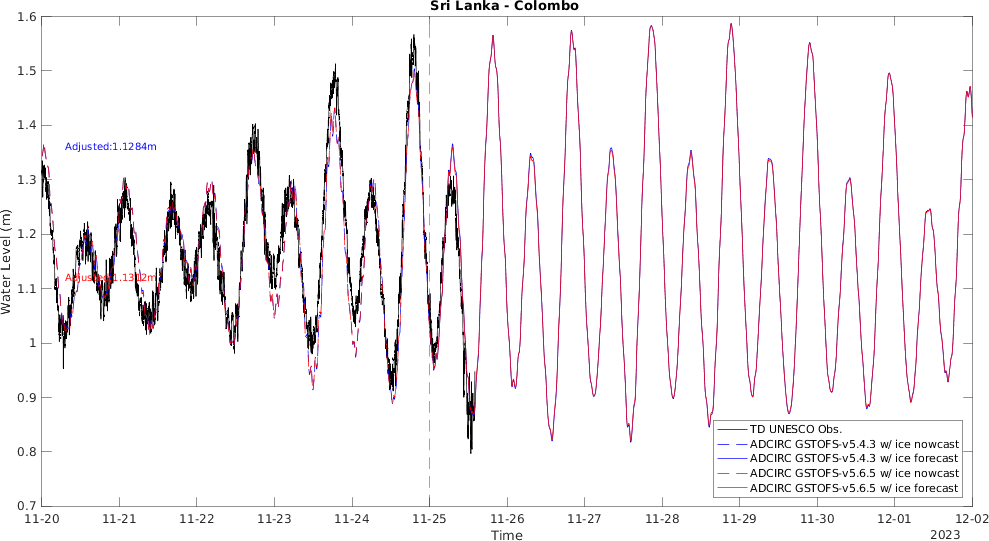 Sri Lanka - Colombo
1.6
1.5
1.4
1.3
1.2
1.1
1
0.9
0.8
0.7
Water Level (m)
Adjusted:1.1284m
Adjusted:1.1312m
TD UNESCO Obs.
ADCIRC GSTOFS-v5.4.3 w/ ice nowcast
ADCIRC GSTOFS-v5.4.3 w/ ice forecast
ADCIRC GSTOFS-v5.6.5 w/ ice nowcast
ADCIRC GSTOFS-v5.6.5 w/ ice forecast
11-20 11-21 11-22 11-23 11-24 11-25 11-26 11-27 11-28 11-29 11-30 12-01 12-02
Time
2023